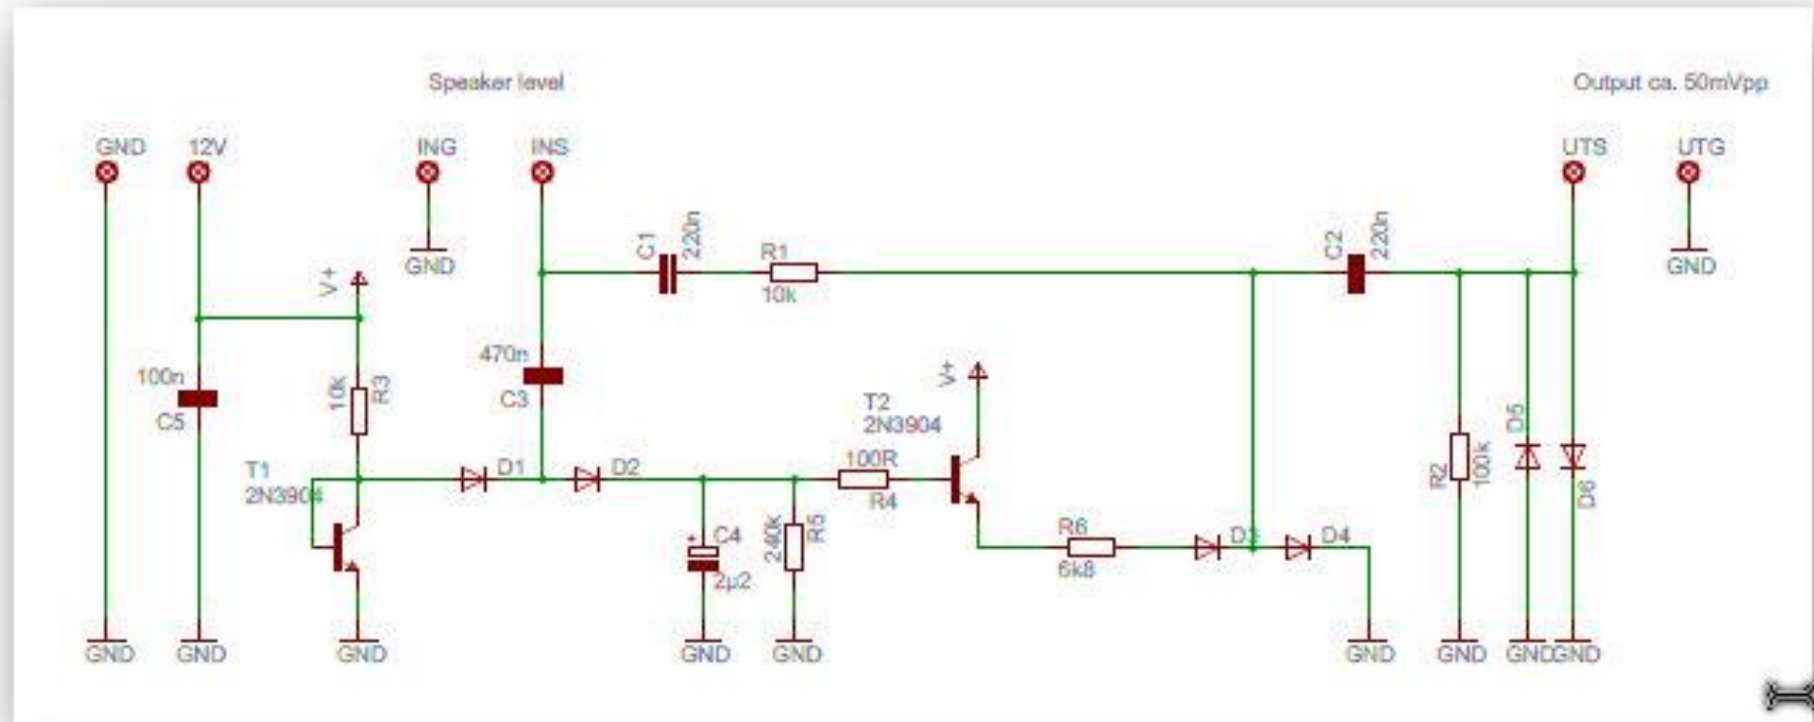 Speaker level
Output ca. 50mVpp
GND
12V
ING
INS
UTS
UTG
C1
220n
R1
10k
C2
220n
GND
GND
V+
470n
C3
100n
C5
10k
R3
V+
T2
2N3904
100R
R4
T1
2N3904
D1
D2
D5
R2
100k
D6
C4
+
2µ2
240k
R5
R6
6k8
D3
D4
GND
GND
GND
GND
GND
GND
GND
GND
GND